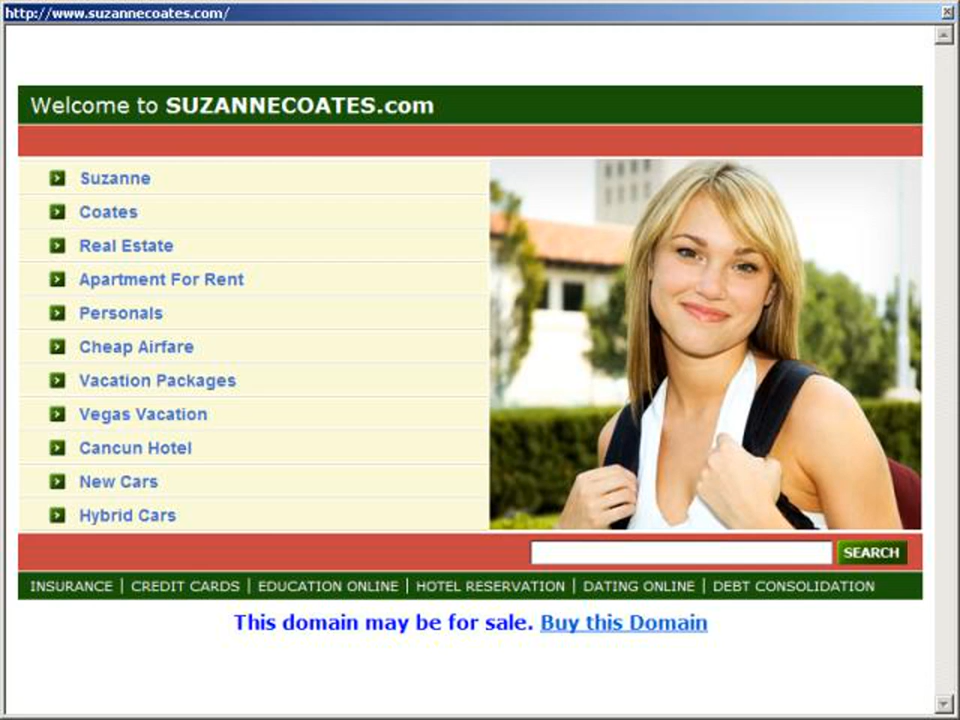 http://www.suzannecoates.com/
Welcome to SUZANNECOATES.com
Suzanne
Coates
Real Estate
Apartment For Rent
Personals
Cheap Airfare
Vacation Packages
Vegas Vacation
Cancun Hotel
New Cars
Hybrid Cars
SEARCH
INSURANCE | CREDIT CARDS | EDUCATION ONLINE | HOTEL RESERVATION | DATING ONLINE | DEBT CONSOLIDATION
This domain may be for sale. Buy this Domain